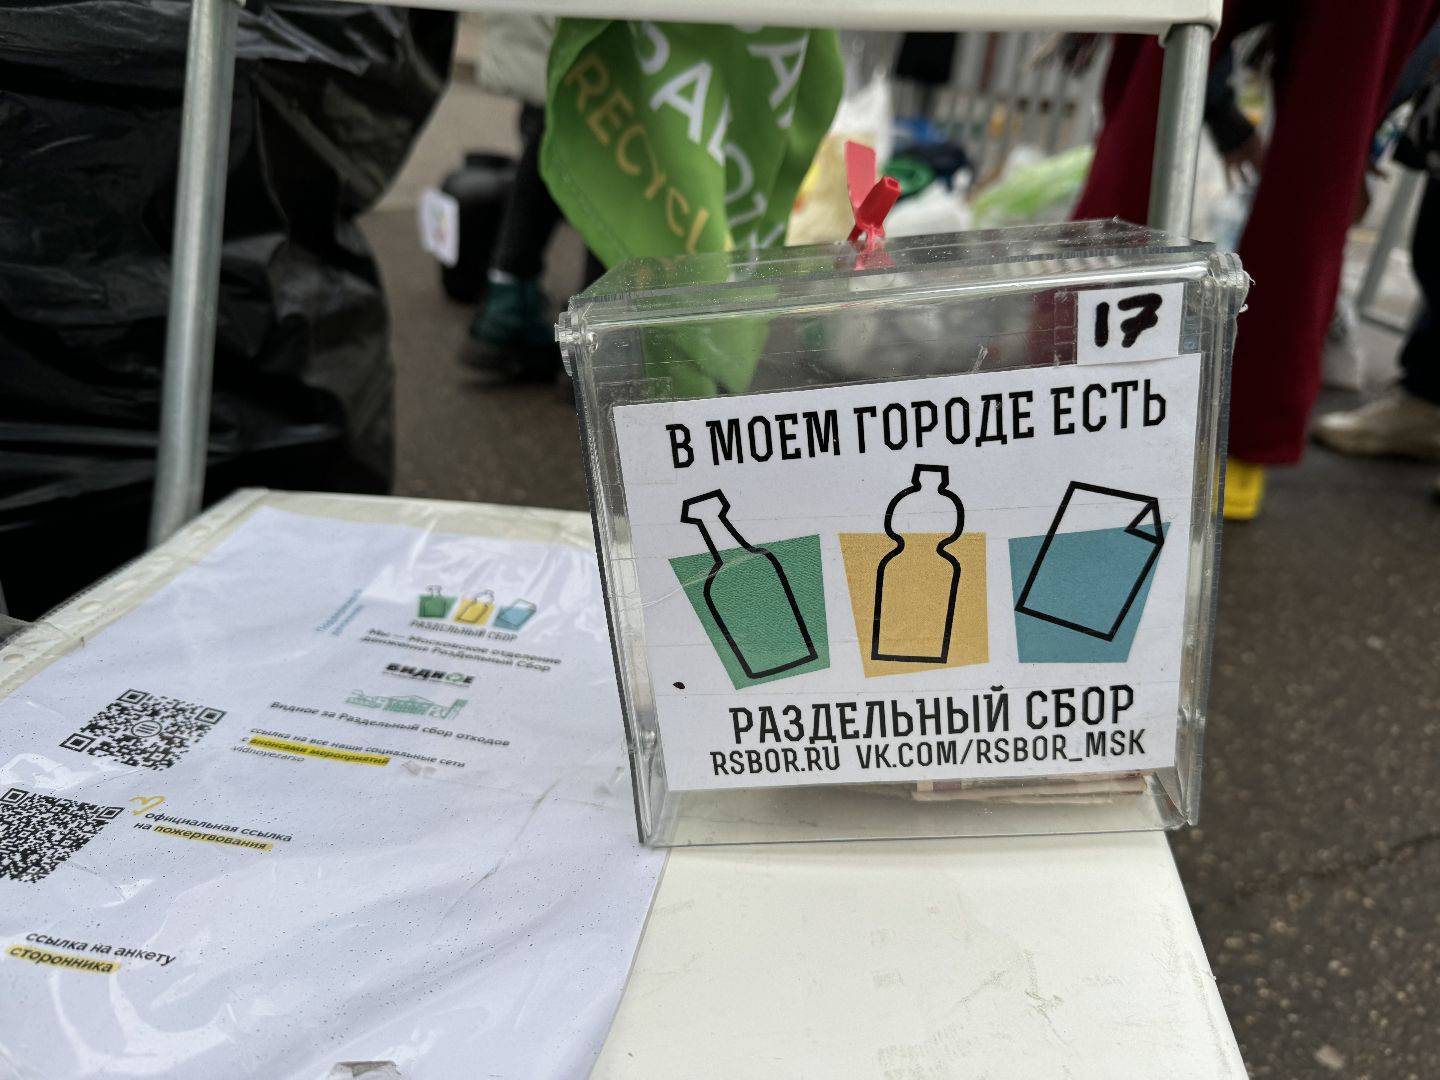 RECYCL
17
В МОЕМ ГОРОДЕ ЕСТЬ
РАЗДЕЛЬНЫЙ СБОР
RSBOR.RU VK.COM/RSBOR_MSK
РАЗДЕЛЬНЫЙ СБОР
Мы — Московское отделение
движения РазДельный Сбор
ВИДНОЕ
Видное за Раздельный сбор отходов
ссылка на все наши социальные сети
с анонсами мероприятий
vidnoyezarso
официальная ссылка
на пожертвования
ссылка на анкету
сторонника